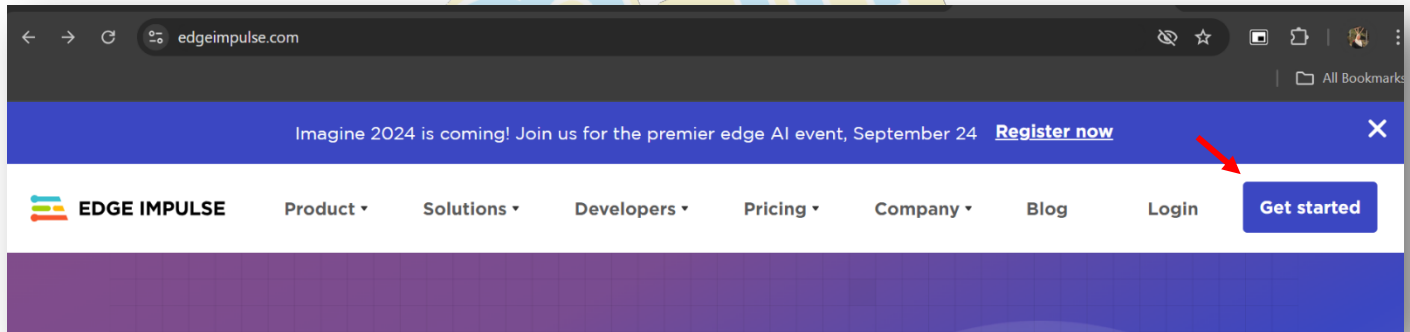 edgeimpulse.com
All Bookmarks
Imagine 2024 is coming! Join us for the premier edge AI event, September 24 Register now
EDGE IMPULSE Product Solutions Developers Pricing Company Blog Login Get started